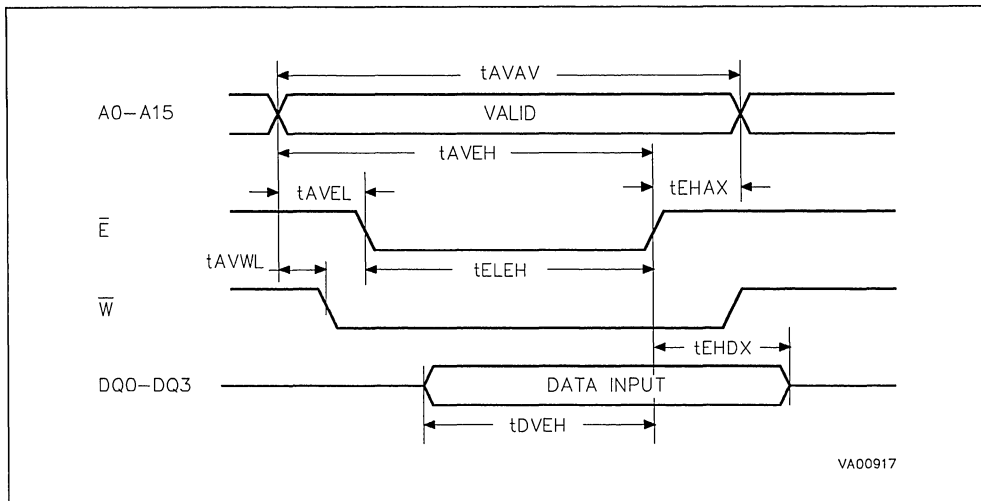 tAVAV
A0-A15
VALID
tAVEH
tAVEL
tEHAX
E̅
tAVWL
tELEH
W̅
tEHDX
DQ0-DQ3
DATA INPUT
tDVEH
VA00917